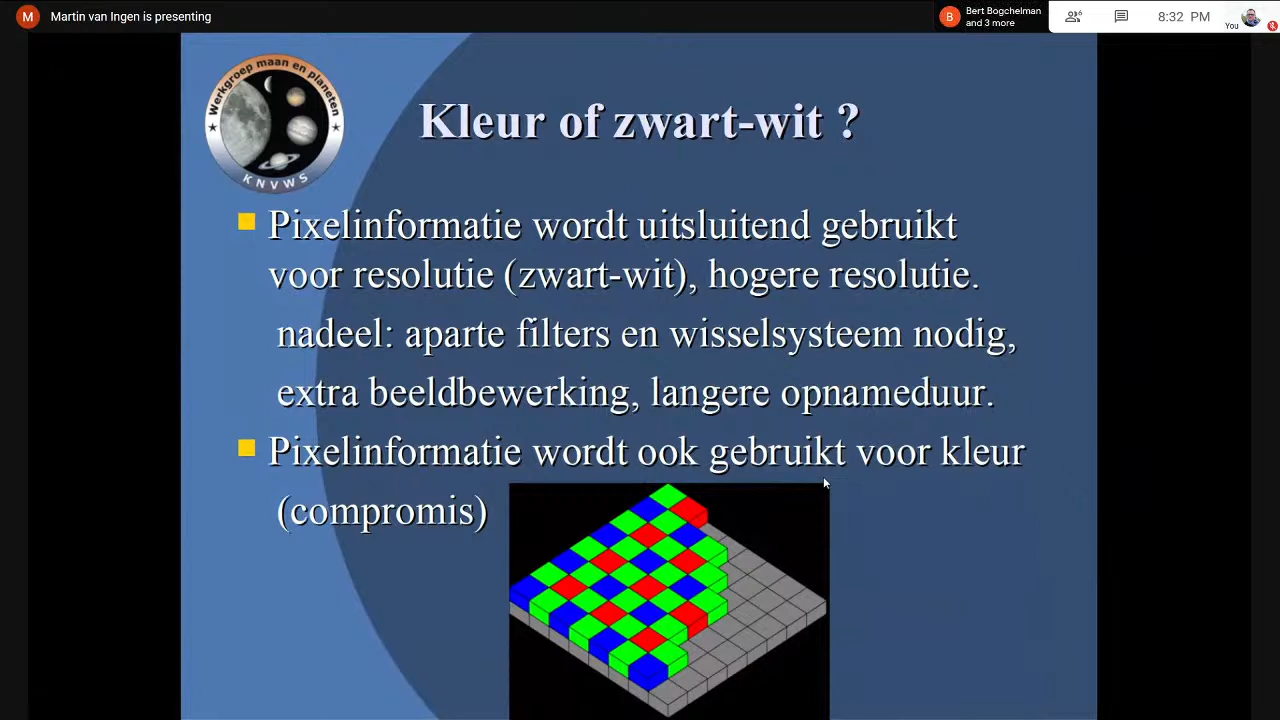 M Martin van Ingen is presenting
B Bert Bogchelman
and 3 more
6
8:32 PM
You
Werkgroep maan en planeten
KNVWS
Kleur of zwart-wit ?
Pixelinformatie wordt uitsluitend gebruikt
voor resolutie (zwart-wit), hogere resolutie.
nadeel: aparte filters en wisselsysteem nodig,
extra beeldbewerking, langere opnameduur.
Pixelinformatie wordt ook gebruikt voor kleur
(compromis)